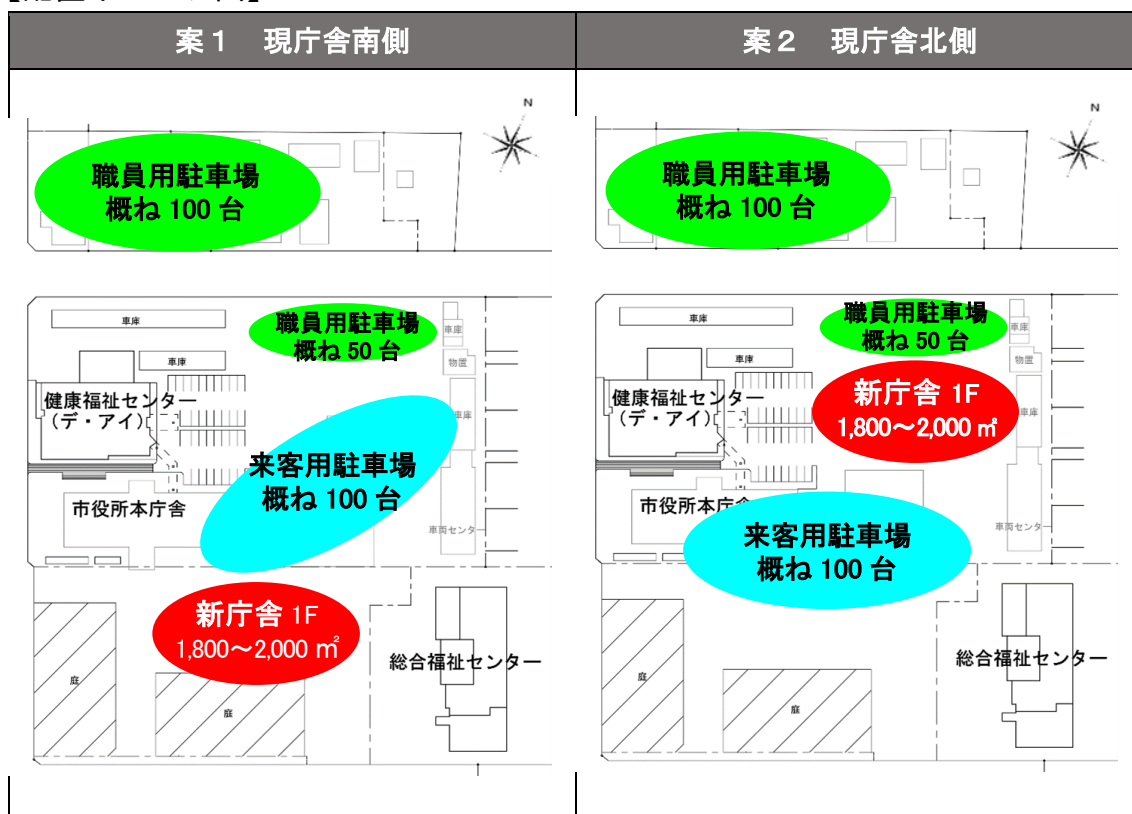 案１　現庁舎南側
案２　現庁舎北側
N
職員用駐車場
概ね 100 台
職員用駐車場
概ね 50 台
車庫
車庫
車庫
物置
車庫
健康福祉センター
（デ・アイ）
来客用駐車場
概ね 100 台
市役所本庁舎
車両センター
新庁舎 1F
1,800～2,000 ㎡
総合福祉センター
庭
庭
N
職員用駐車場
概ね 100 台
職員用駐車場
概ね 50 台
車庫
車庫
車庫
物置
新庁舎 1F
1,800～2,000 ㎡
車庫
健康福祉センター
（デ・アイ）
市役所本庁
来客用駐車場
概ね 100 台
車両センター
総合福祉センター
庭
庭